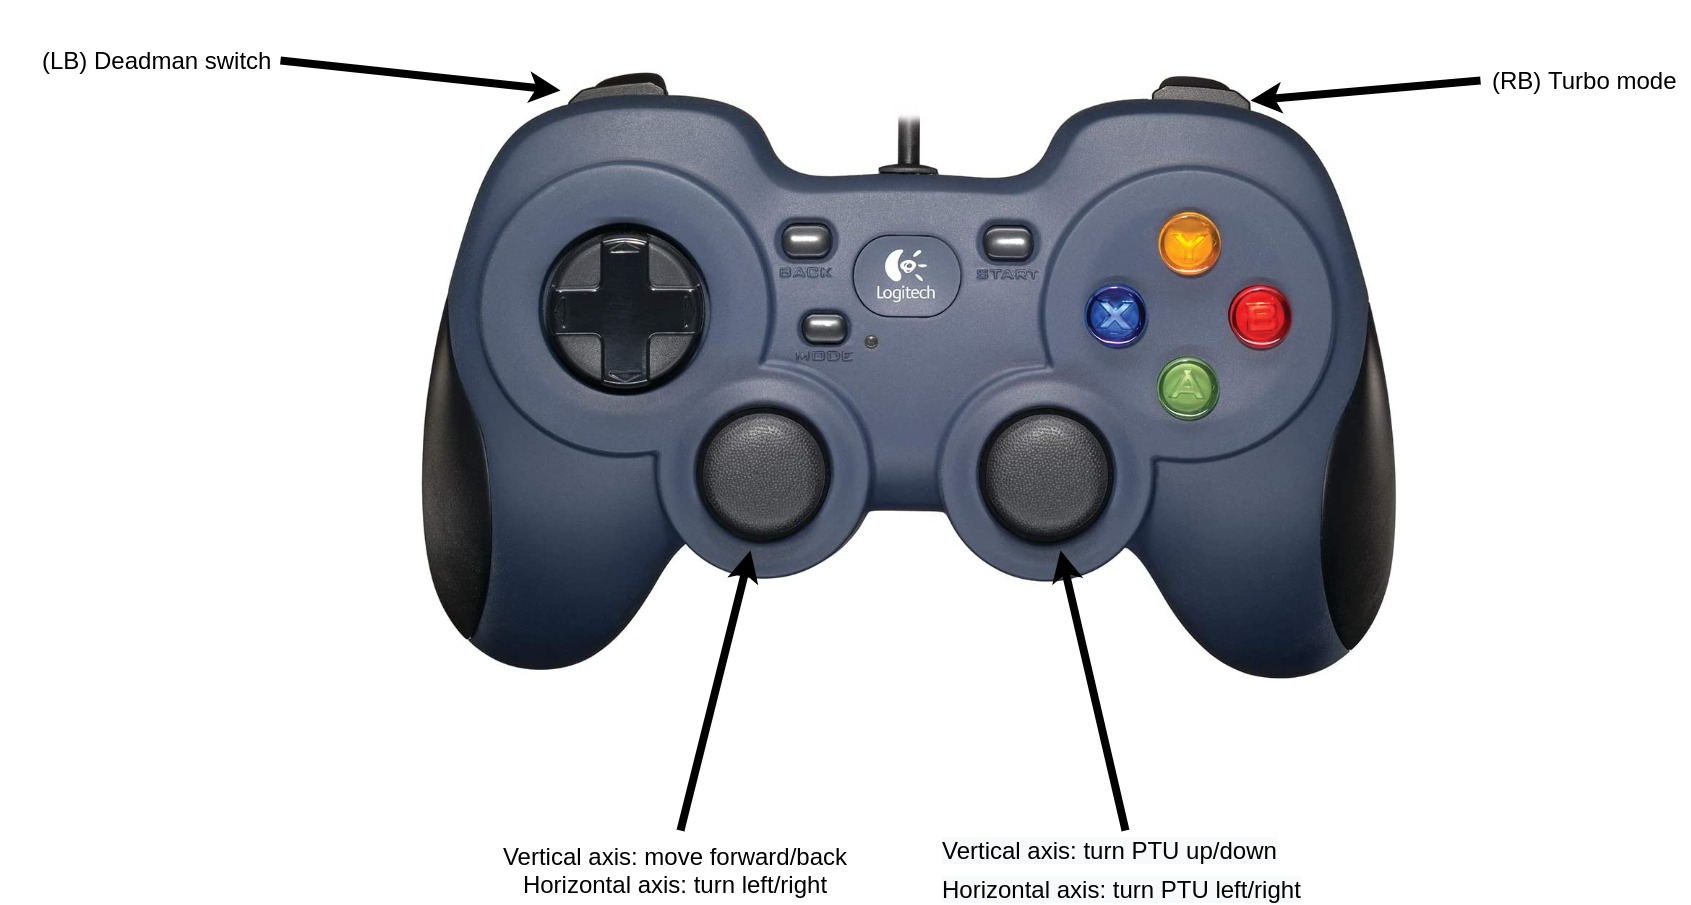 (LB) Deadman switch
(RB) Turbo mode
Y
BACK
START
Logitech
X
B
MODE
A
Vertical axis: move forward/back
Horizontal axis: turn left/right
Vertical axis: turn PTU up/down
Horizontal axis: turn PTU left/right